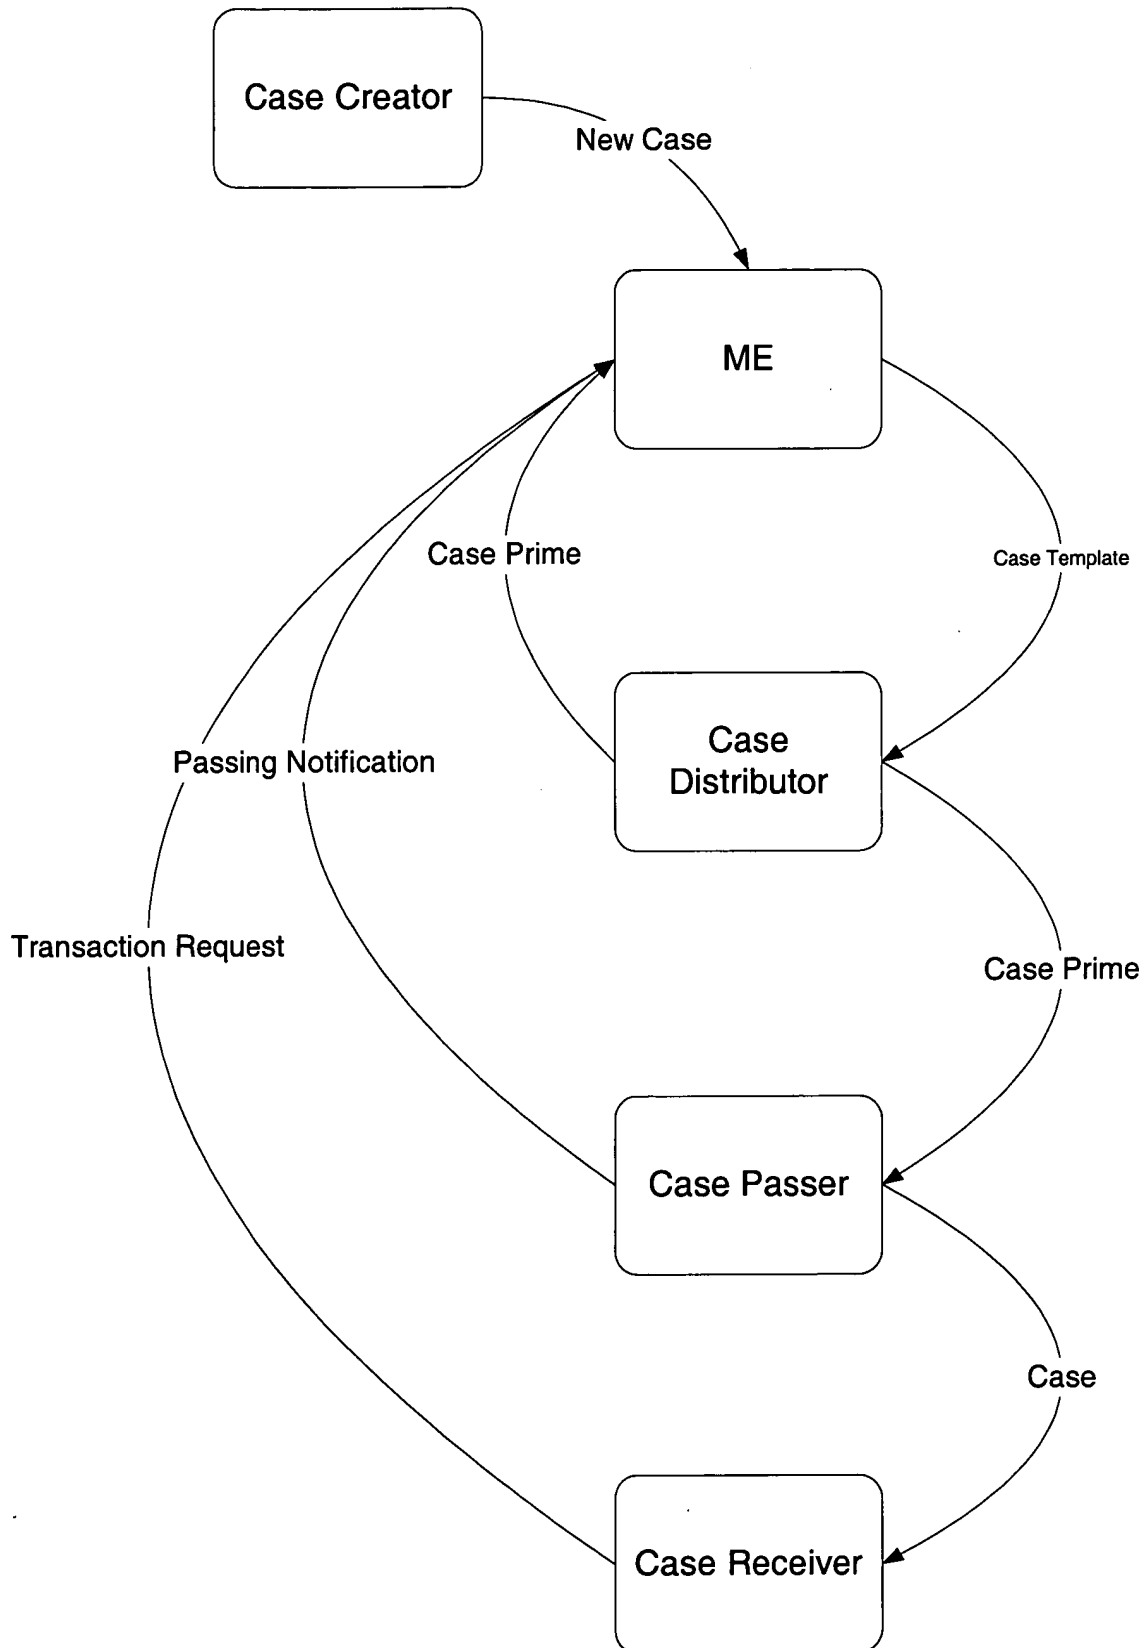 Case Creator
New Case
ME
Case Prime
Case Template
Case
Distributor
Passing Notification
Transaction Request
Case Prime
Case Passer
Case
Case Receiver